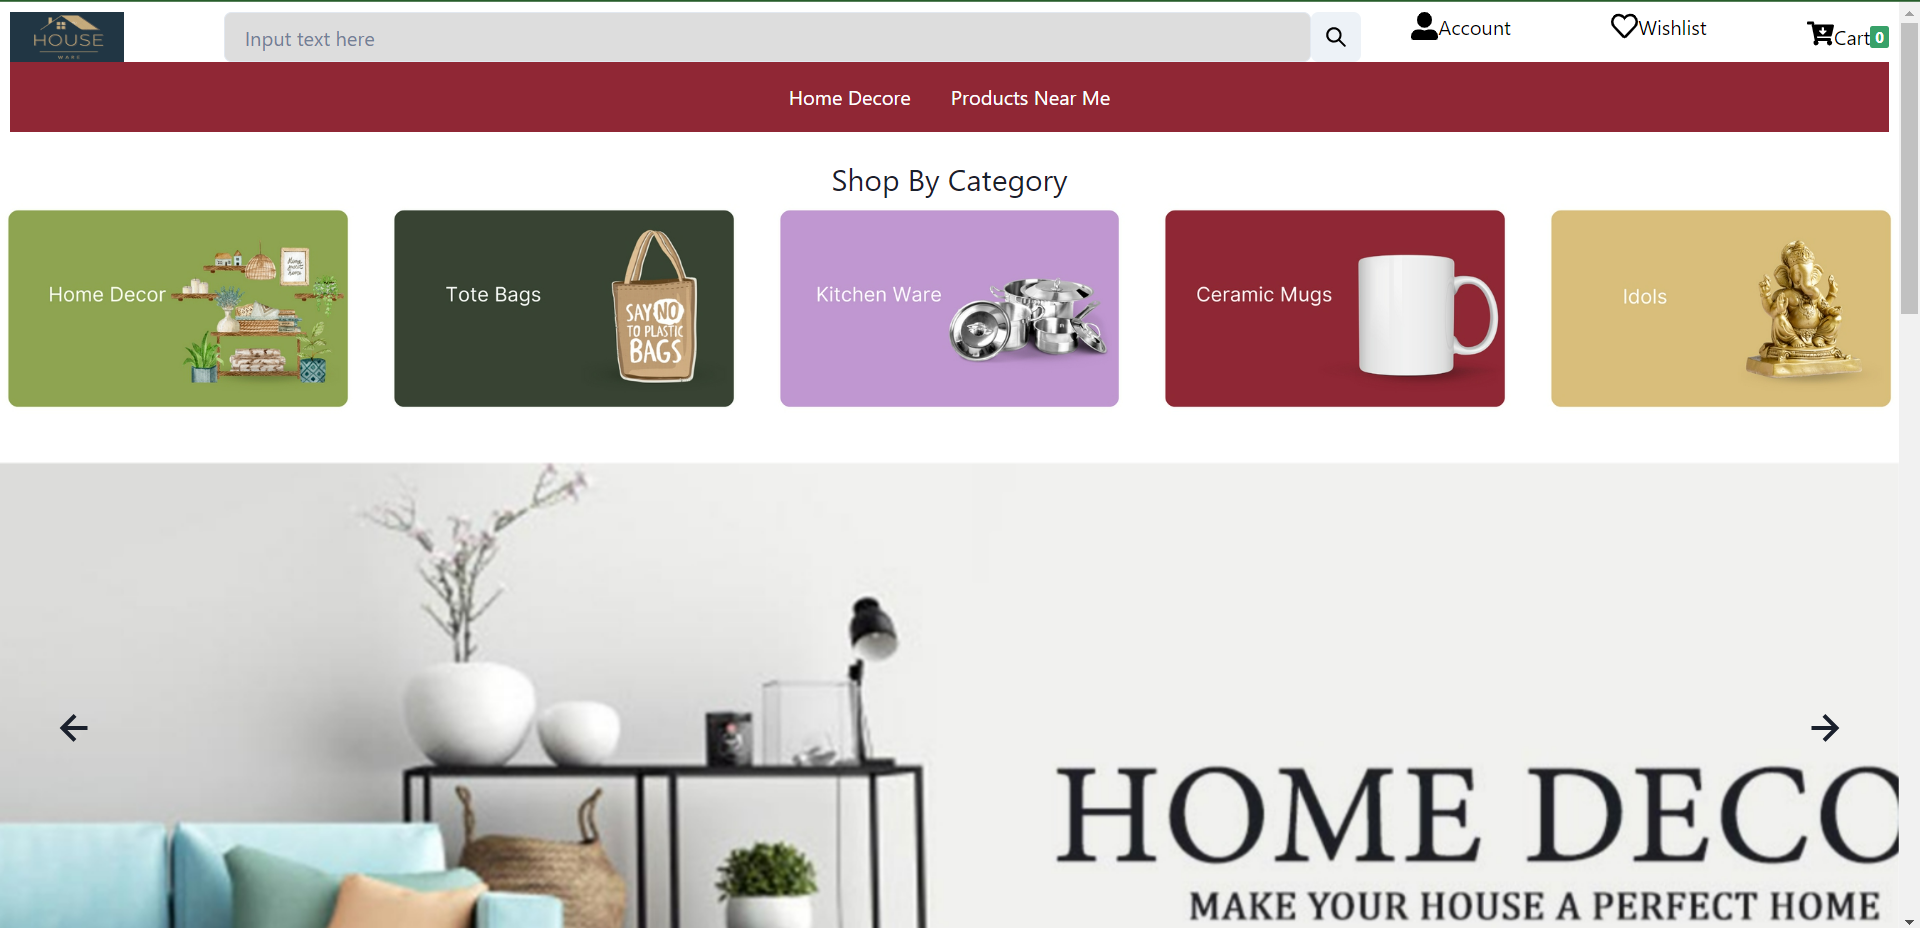 HOUSE
WARE
Input text here
Account
Wishlist
Cart 0
Home Decore
Products Near Me
Shop By Category
Home Decor
Tote Bags
SAY NO
TO PLASTIC
BAGS
Kitchen Ware
Ceramic Mugs
Idols
HOME DECO
MAKE YOUR HOUSE A PERFECT HOME